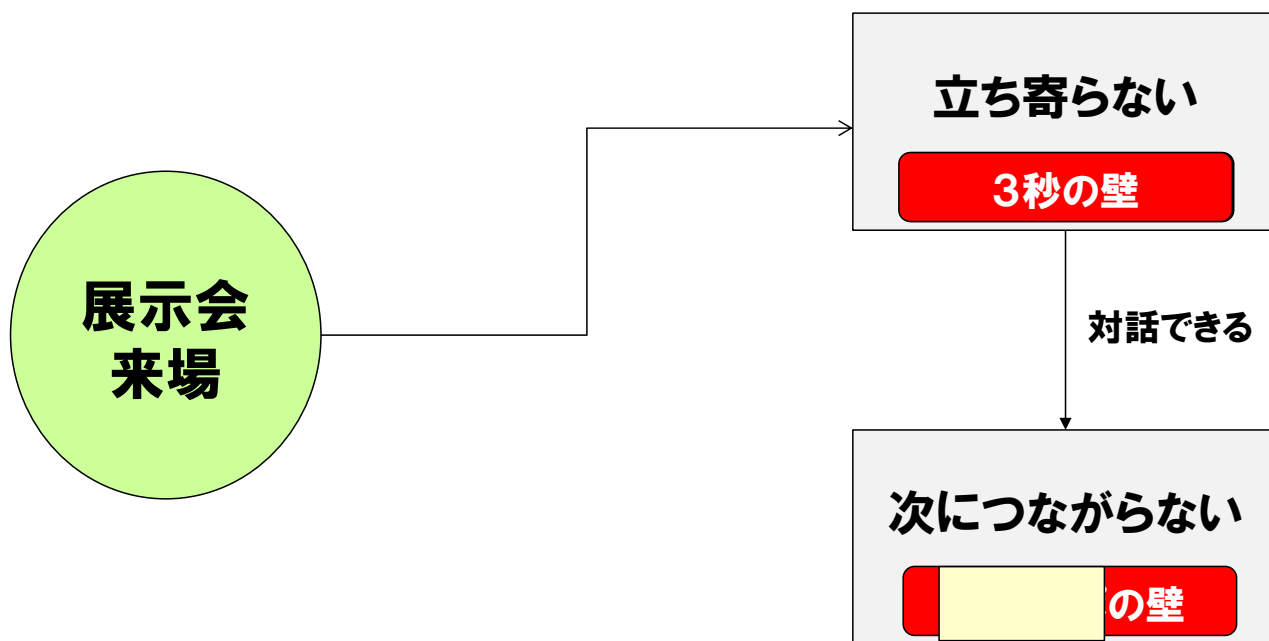 展示会
来場
立ち寄らない
３秒の壁
対話できる
次につながらない
の壁